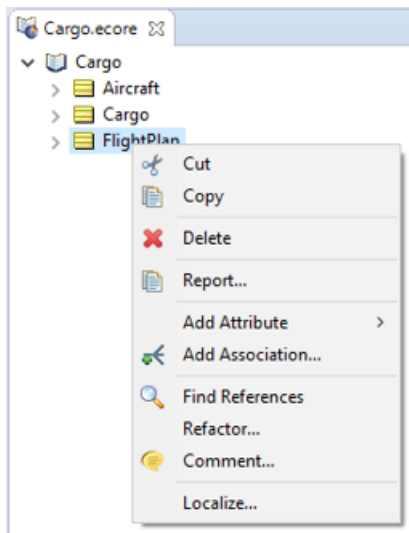 Cargo.ecore
Cargo
Aircraft
Cargo
FlightPlan
Cut
Copy
Delete
Report...
Add Attribute
Add Association...
Find References
Refactor...
Comment...
Localize...